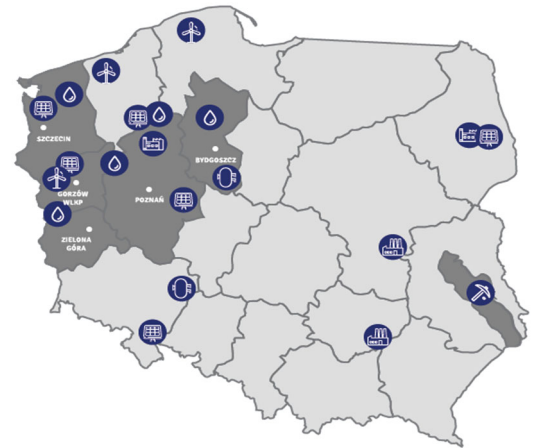 SZCZECIN
BYDGOSZCZ
GORZÓW
WLKP
POZNAŃ
ZIELONA
GÓRA